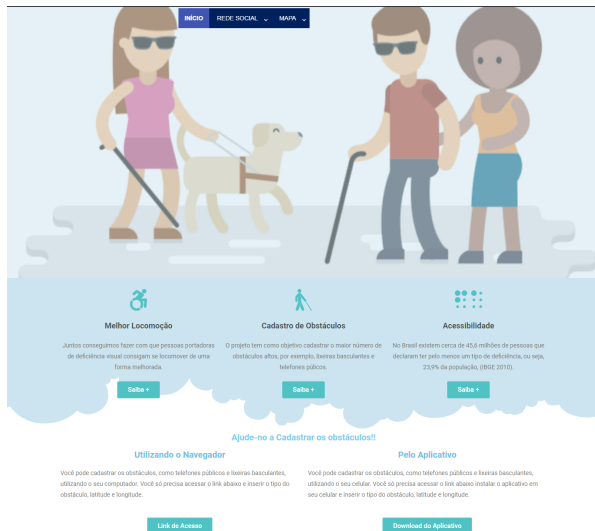 INÍCIO REDE SOCIAL MAPA
Melhor Locomoção
Juntos conseguimos fazer com que pessoas portadoras
de deficiência visual consigam se locomover de uma
forma melhorada.
Saiba +
Cadastro de Obstáculos
O projeto tem como objetivo cadastrar o maior número de
obstáculos altos, por exemplo, lixeiras basculantes e
telefones púlicos.
Saiba +
Acessibilidade
No Brasil existem cerca de 45,6 milhões de pessoas que
declaram ter pelo menos um tipo de deficiência, ou seja,
23,9% da população, (IBGE 2010).
Saiba +
Ajude-no a Cadastrar os obstáculos!!
Utilizando o Navegador
Você pode cadastrar os obstáculos, como telefones públicos e lixeiras basculantes,
utilizando o seu computador. Você só precisa acessar o link abaixo e inserir o tipo do
obstáculo, latitude e longitude.
Link de Acesso
Pelo Aplicativo
Você pode cadastrar os obstáculos, como telefones públicos e lixeiras basculantes,
utilizando o seu celular. Você só precisa acessar o link abaixo instalar o aplicativo em
seu celular e inserir o tipo do obstáculo, latitude e longitude.
Download do Aplicativo